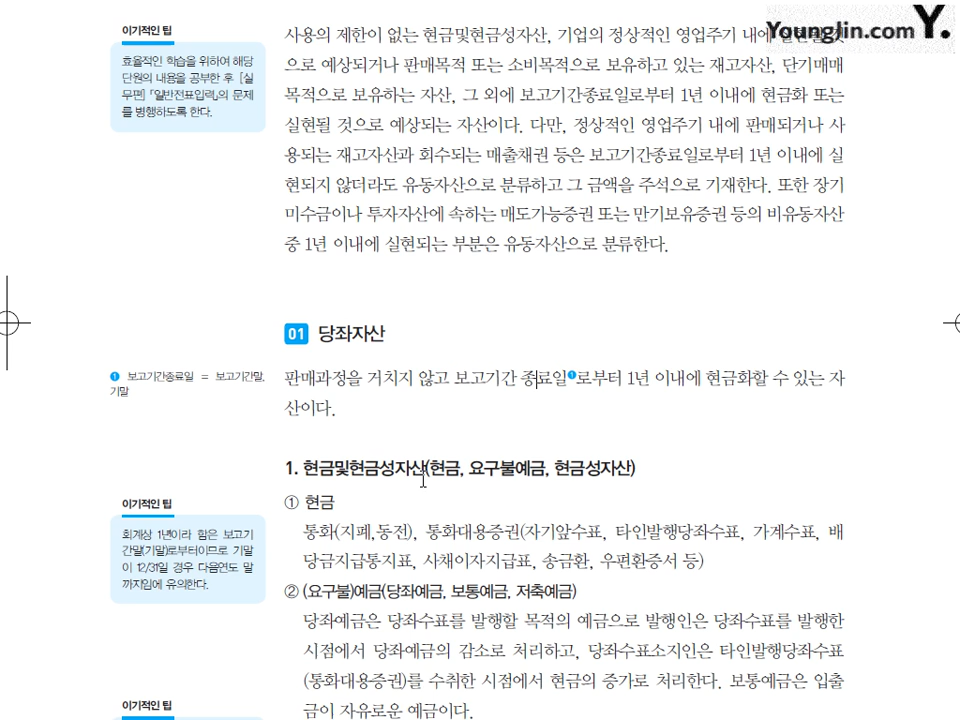 이기적인 팁
효율적인 학습을 위하여 해당
단원의 내용을 공부한 후 [실
무편] 『일반전표입력』의 문제
를 병행하도록 한다.
Younglin.com Y.
사용의 제한이 없는 현금및현금성자산, 기업의 정상적인 영업주기 내에 실현될 것
으로 예상되거나 판매목적 또는 소비목적으로 보유하고 있는 재고자산, 단기매매
목적으로 보유하는 자산, 그 외에 보고기간종료일로부터 1년 이내에 현금화 또는
실현될 것으로 예상되는 자산이다. 다만, 정상적인 영업주기 내에 판매되거나 사
용되는 재고자산과 회수되는 매출채권 등은 보고기간종료일로부터 1년 이내에 실
현되지 않더라도 유동자산으로 분류하고 그 금액을 주석으로 기재한다. 또한 장기
미수금이나 투자자산에 속하는 매도가능증권 또는 만기보유증권 등의 비유동자산
중 1년 이내에 실현되는 부분은 유동자산으로 분류한다.
01 당좌자산
❶ 보고기간종료일 = 보고기간말,
기말
판매과정을 거치지 않고 보고기간 종료일❶로부터 1년 이내에 현금화할 수 있는 자
산이다.
1. 현금및현금성자산(현금, 요구불예금, 현금성자산)
① 현금
이기적인 팁
회계상 1년이라 함은 보고기
간말(기말)로부터이므로 기말
이 12/31일 경우 다음연도 말
까지임에 유의한다.
통화(지폐,동전), 통화대용증권(자기앞수표, 타인발행당좌수표, 가계수표, 배
당금지급통지표, 사채이자지급표, 송금환, 우편환증서 등)
② (요구불)예금(당좌예금, 보통예금, 저축예금)
당좌예금은 당좌수표를 발행할 목적의 예금으로 발행인은 당좌수표를 발행한
시점에서 당좌예금의 감소로 처리하고, 당좌수표소지인은 타인발행당좌수표
(통화대용증권)를 수취한 시점에서 현금의 증가로 처리한다. 보통예금은 입출
금이 자유로운 예금이다.
이기적인 팁